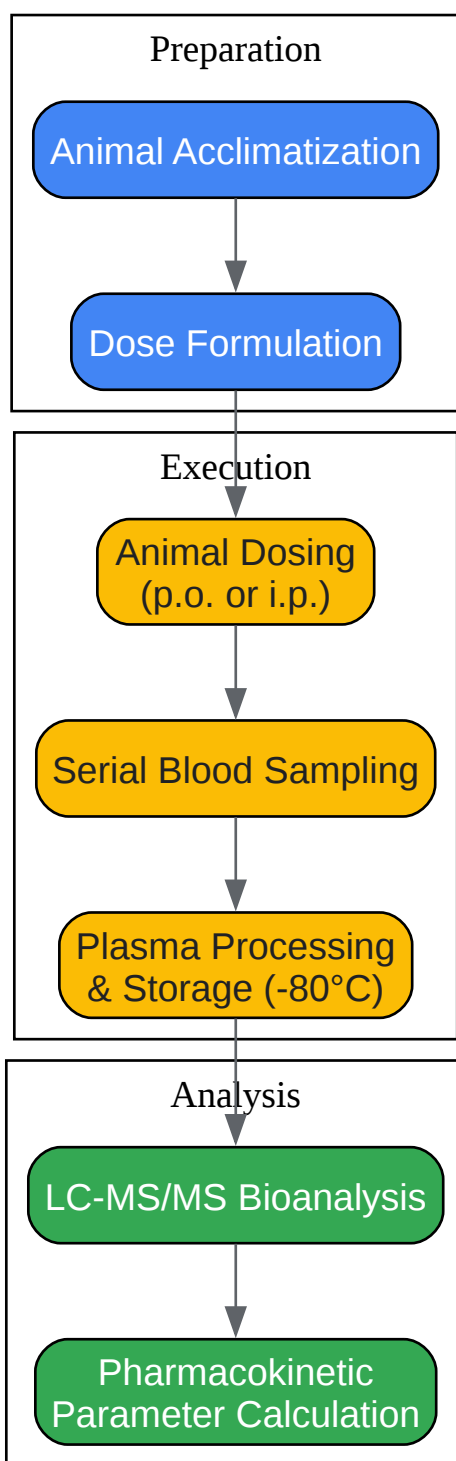 Preparation
Animal Acclimatization
Dose Formulation
Execution
Animal Dosing
(p.o. or i.p.)
Serial Blood Sampling
Plasma Processing
& Storage (-80°C)
Analysis
LC-MS/MS Bioanalysis
Pharmacokinetic
Parameter Calculation